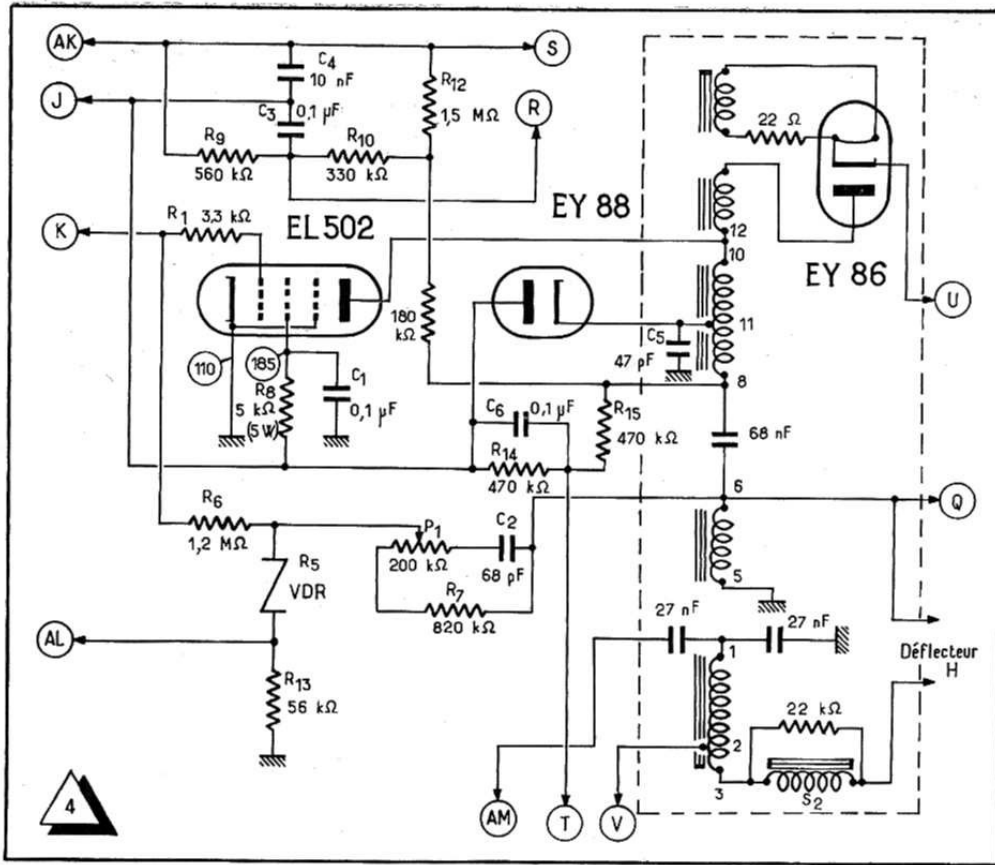 AK
S
C4
10 nF
R12
1,5 MΩ
J
C3
0,1 µF
R
22 Ω
R9
560 kΩ
R10
330 kΩ
EY 88
K
R1
3,3 kΩ
EL 502
12
10
EY 86
U
180
kΩ
11
C5
47 pF
110
185
8
R8
5 kΩ
(5W)
C1
0,1 µF
C6
0,1 µF
R15
470 kΩ
68 nF
R14
470 kΩ
6
Q
R6
1,2 MΩ
P1
200 kΩ
C2
68 pF
R5
VDR
5
R7
820 kΩ
27 nF
27 nF
AL
1
Déflecteur
H
R13
56 kΩ
22 kΩ
2
3
S2
4
AM
T
V